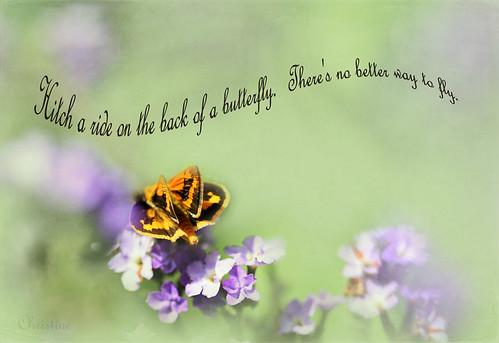 Hitch a ride on the back of a butterfly. There's no better way to fly.
Christine